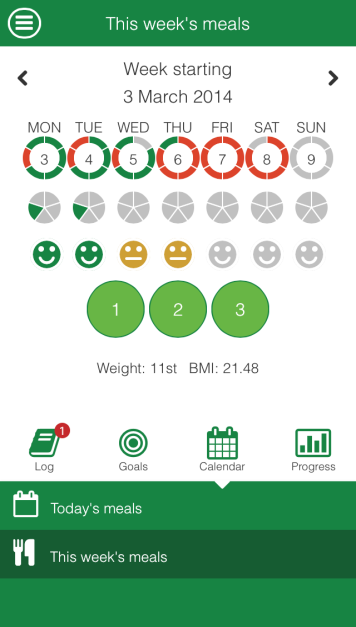 This week's meals
Week starting
3 March 2014
MON TUE WED THU FRI SAT SUN
3 4 5 6 7 8 9
1 2 3
Weight: 11st BMI: 21.48
1
Log Goals Calendar Progress
Today's meals
This week's meals